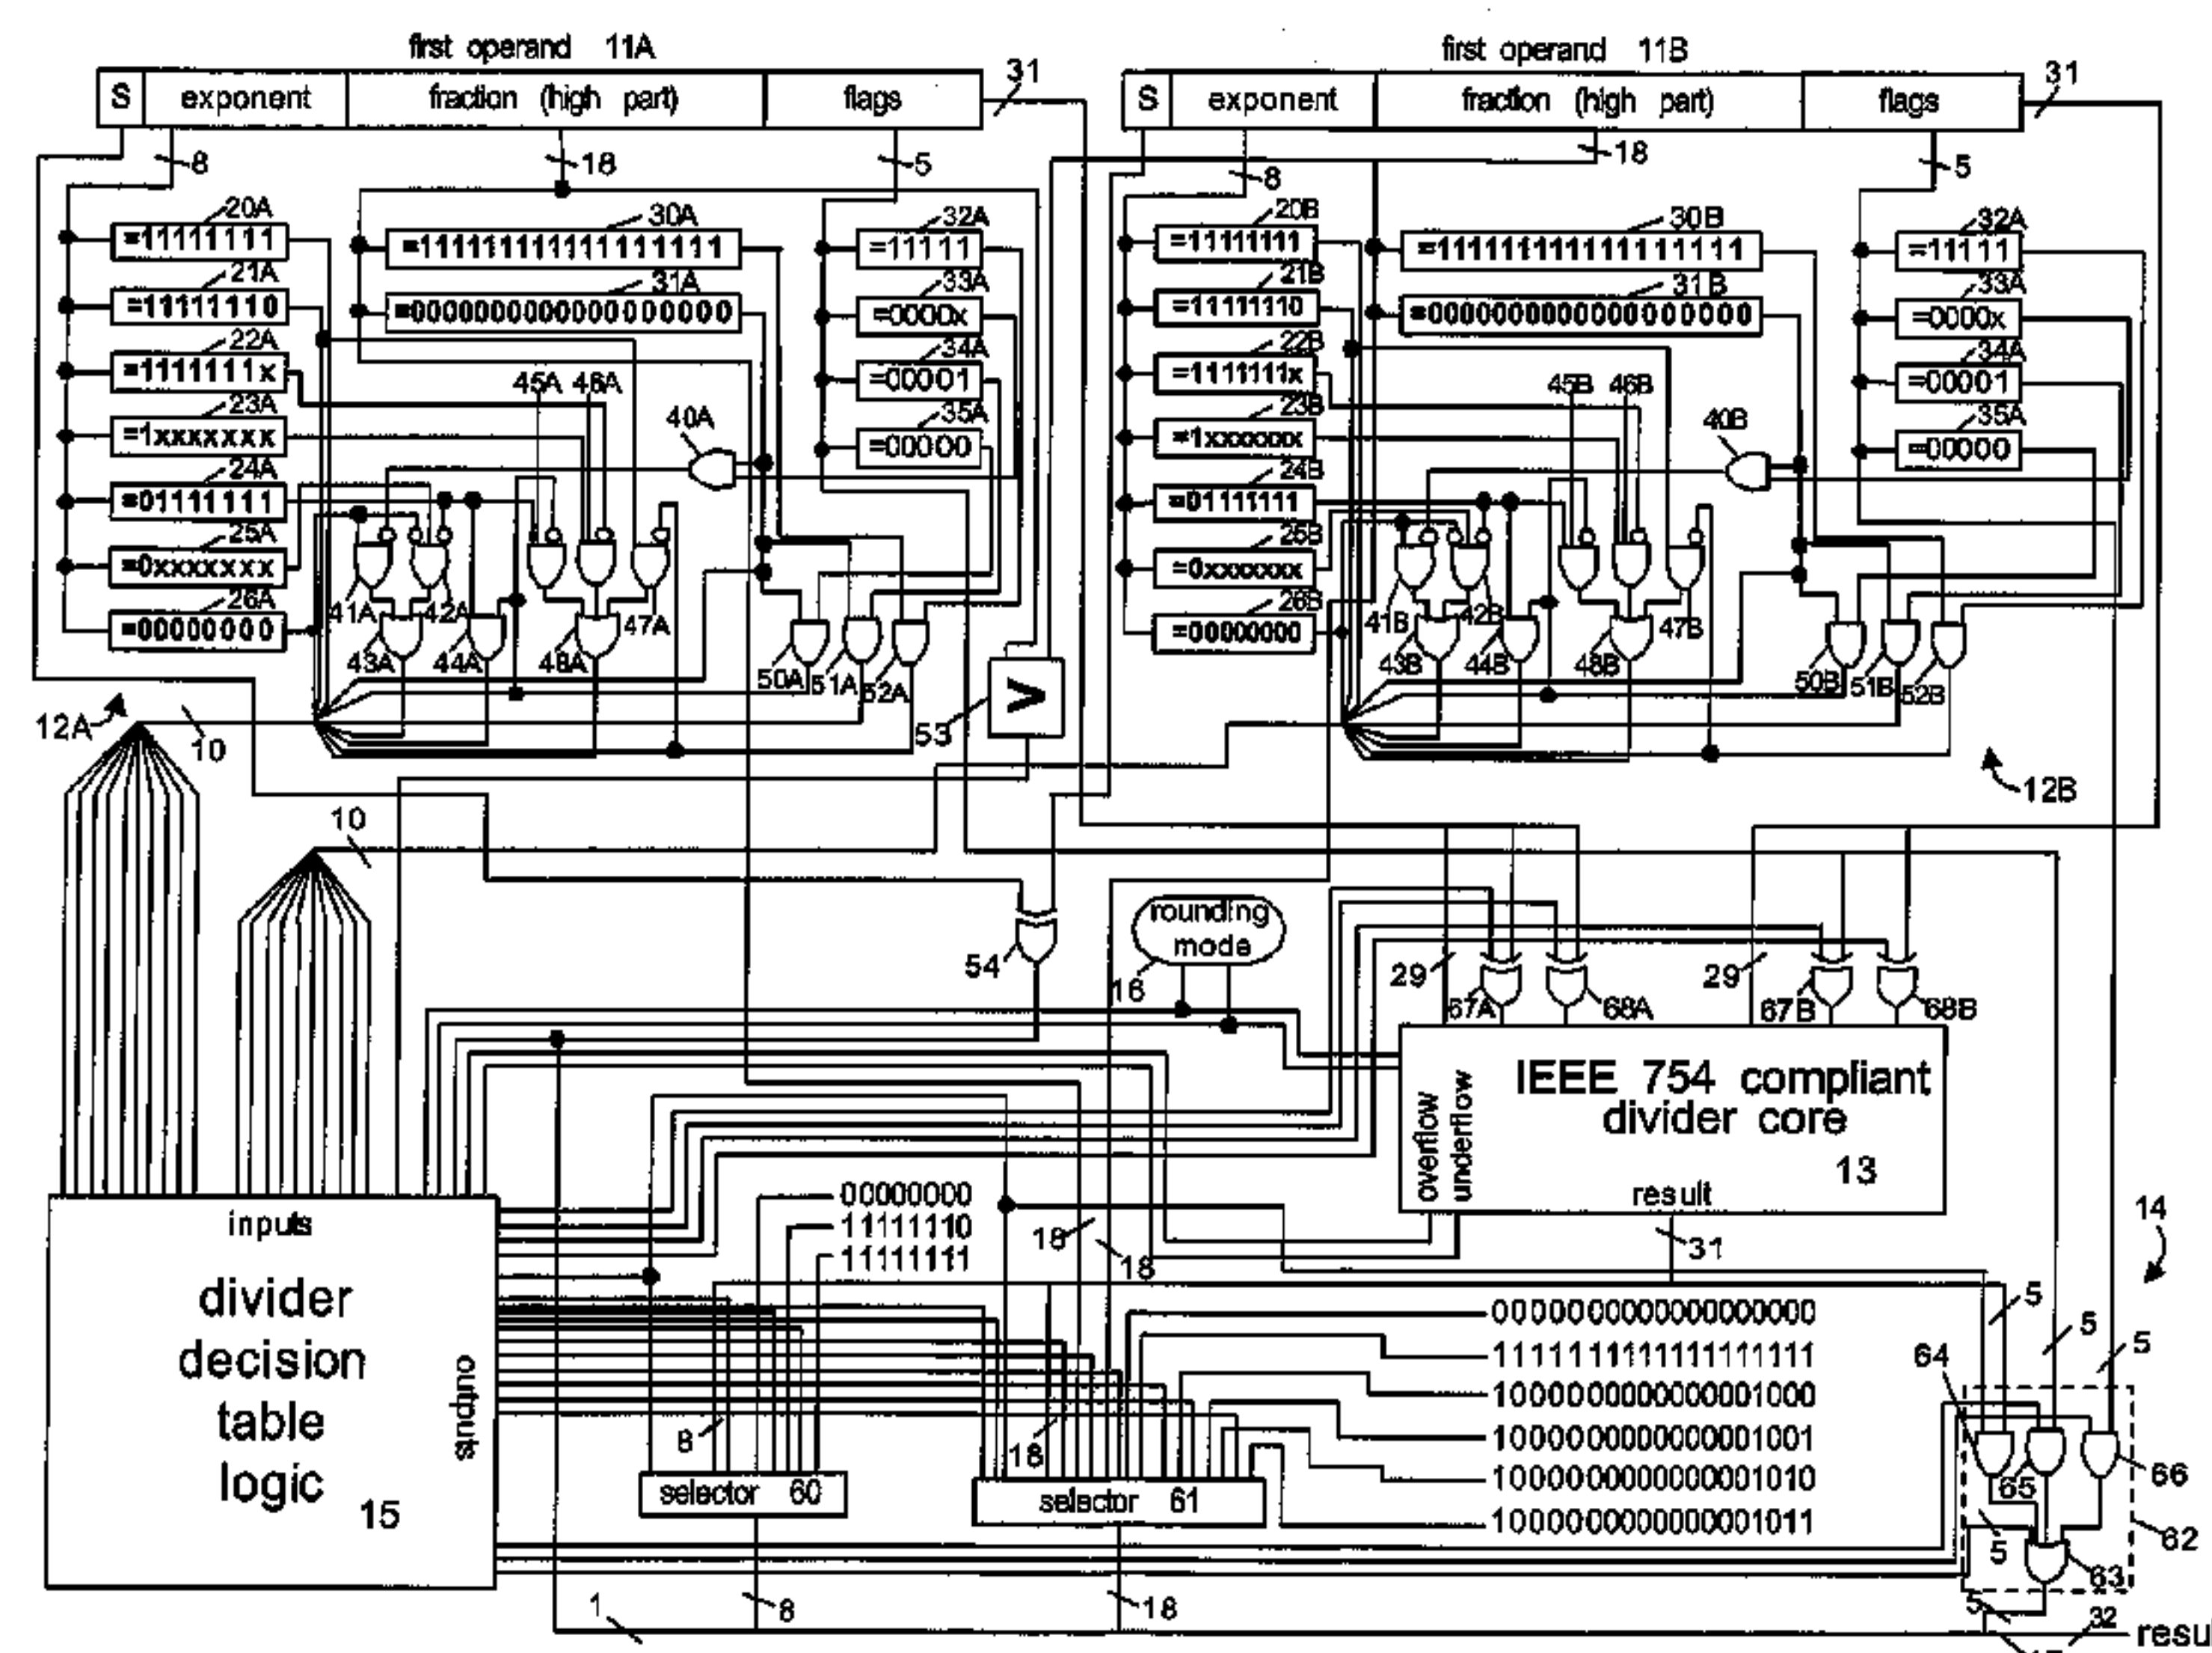 first operand 11A
first operand 11B
S exponent fraction (high part) flags
31
S exponent fraction (high part) flags
31
8
18
5
8
18
5
20A
=11111111
21A
=11111110
22A
=1111111x
23A
=1xxxxxxx
24A
=01111111
25A
=0xxxxxxx
26A
=00000000
30A
=111111111111111111
31A
=000000000000000000
32A
=11111
33A
=0000x
34A
=00001
35A
=00000
45A 46A
40A
41A
42A
43A
44A
48A
47A
50A
51A
52A
53
>
20B
=11111111
21B
=11111110
22B
=1111111x
23B
=1xxxxxxx
24B
=01111111
25B
=0xxxxxxx
26B
=00000000
30B
=111111111111111111
31B
=000000000000000000
32A
=11111
33A
=0000x
34A
=00001
35A
=00000
45B 46B
40B
41B
42B
43B
44B
48B
47B
50B
51B
52B
12A
10
12B
10
54
rounding
mode
16
29
67A
68A
29
67B
68B
IEEE 754 compliant
divider core
13
overflow
underflow
result
31
14
inputs
divider
decision
table
logic
15
outputs
00000000
11111110
11111111
18
18
8
18
selector 60
selector 61
000000000000000000
111111111111111111
100000000000001000
100000000000001001
100000000000001010
100000000000001011
5
5
5
64
65
66
62
5
63
1
8
18
5
32
resu